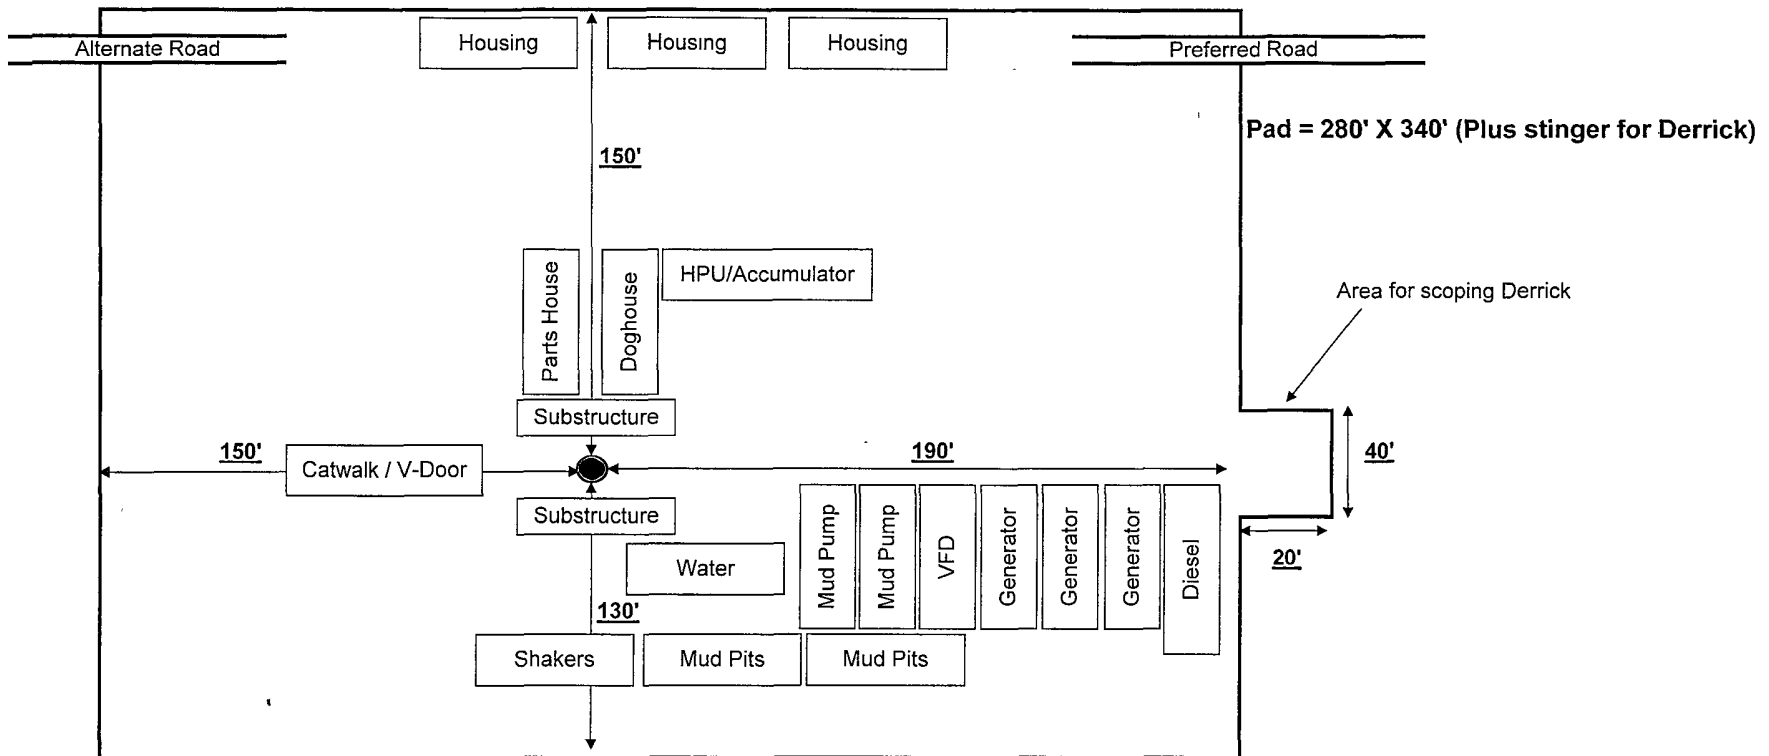 Housing
Housing
Housing
Alternate Road
Preferred Road
Pad = 280' X 340' (Plus stinger for Derrick)
150'
Parts House
Doghouse
HPU/Accumulator
Area for scoping Derrick
Substructure
150'
Catwalk / V-Door
190'
40'
Substructure
Mud Pump
Mud Pump
VFD
Generator
Generator
Generator
Diesel
20'
Water
130'
Shakers
Mud Pits
Mud Pits